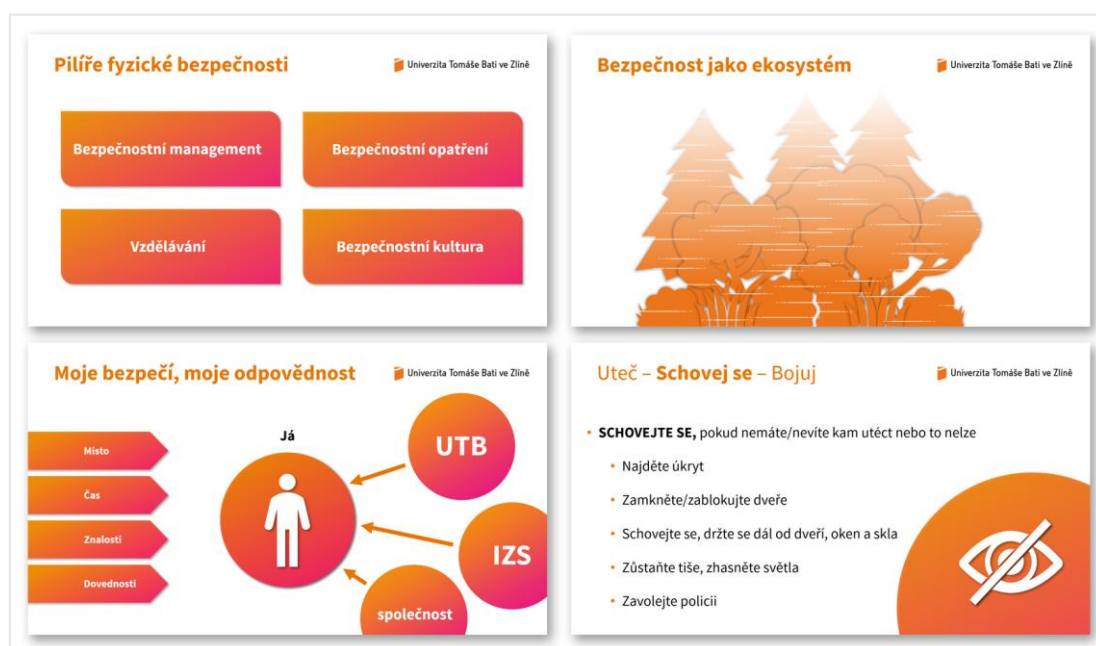 Pilíře fyzické bezpečnosti
Univerzita Tomáše Bati ve Zlíně
Bezpečnostní management
Bezpečnostní opatření
Vzdělávání
Bezpečnostní kultura
Bezpečnost jako ekosystém
Univerzita Tomáše Bati ve Zlíně
Moje bezpečí, moje odpovědnost
Univerzita Tomáše Bati ve Zlíně
Místo
Čas
Znalosti
Dovednosti
Já
UTB
IZS
společnost
Uteč – Schovej se – Bojuj
Univerzita Tomáše Bati ve Zlíně
• SCHOVEJTE SE, pokud nemáte/nevíte kam utéct nebo to nelze
• Najděte úkryt
• Zamkněte/zablokujte dveře
• Schovejte se, držte se dál od dveří, oken a skla
• Zůstaňte tiše, zhasněte světla
• Zavolejte policii